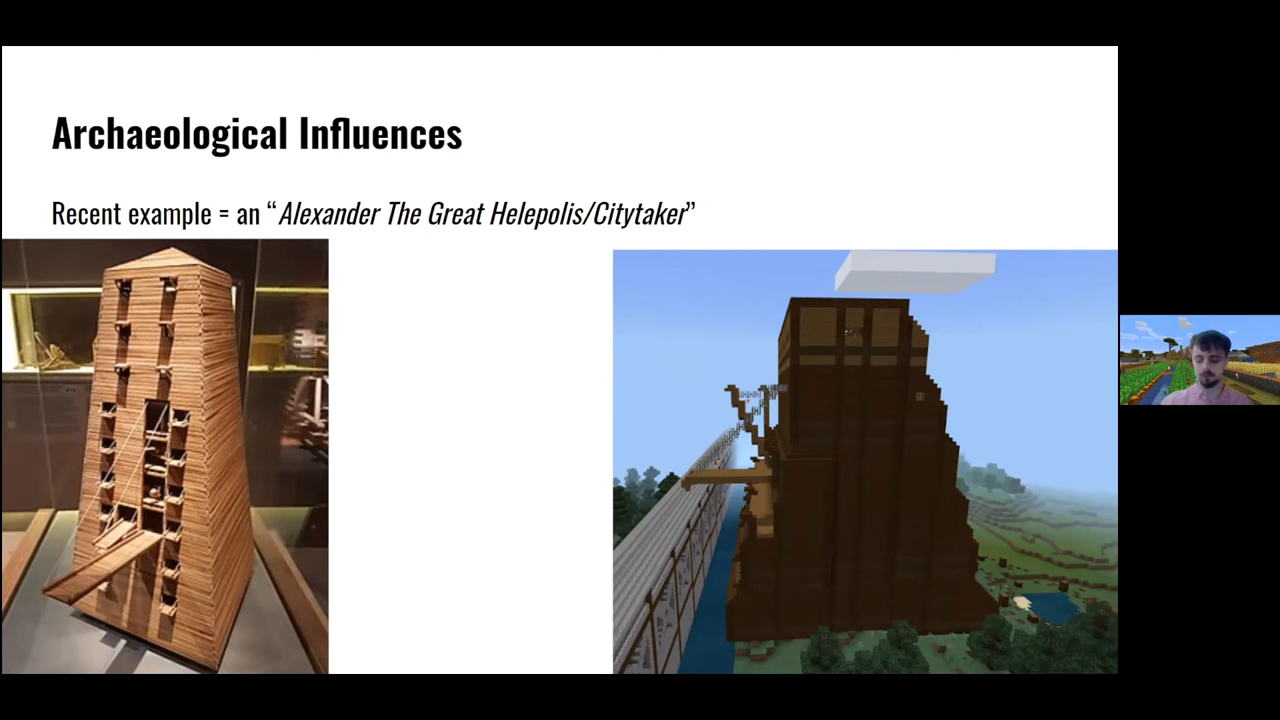 Archaeological Influences
Recent example = an “Alexander The Great Helepolis/Citytaker”